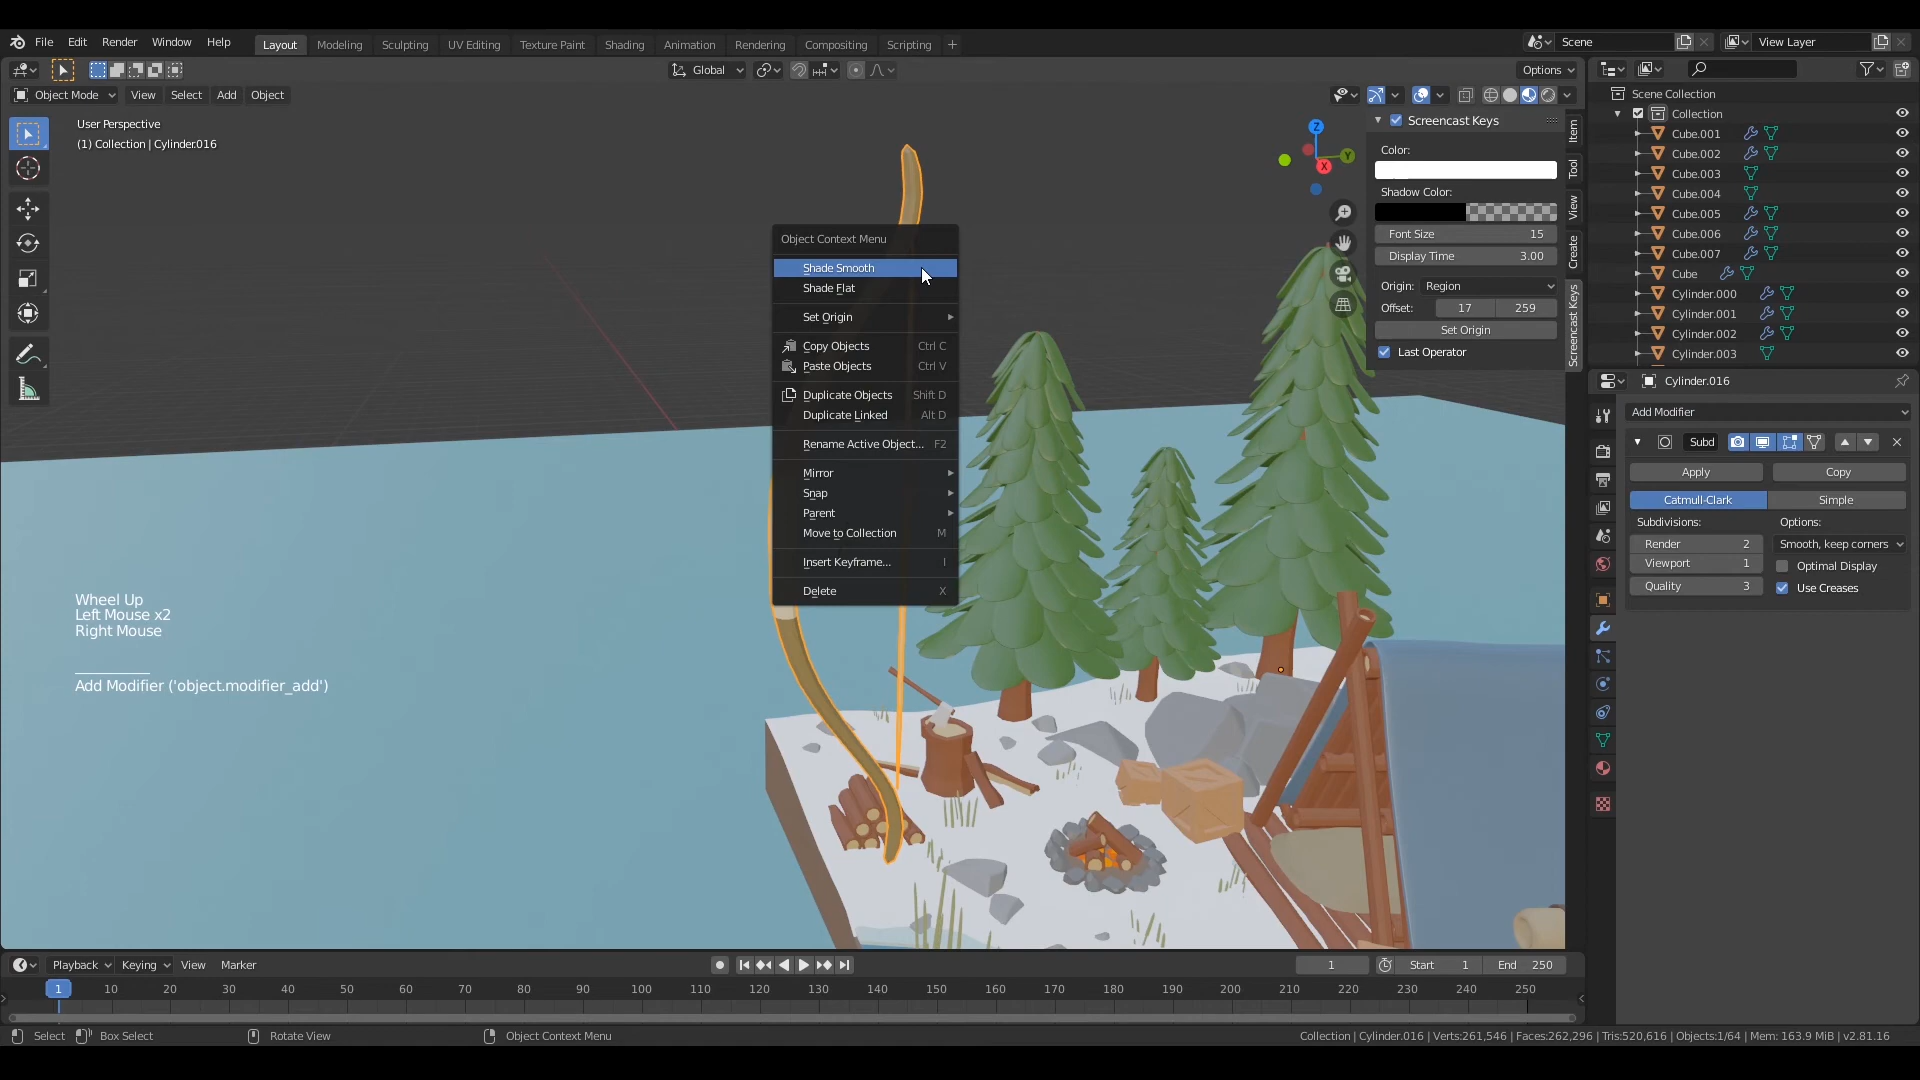 File Edit Render Window Help Layout Modeling Sculpting UV Editing Texture Paint Shading Animation Rendering Compositing Scripting + Scene View Layer
Global Options
Object Mode View Select Add Object
User Perspective
(1) Collection | Cylinder.016
Z
Y
X
Object Context Menu
Shade Smooth
Shade Flat
Set Origin
Copy Objects Ctrl C
Paste Objects Ctrl V
Duplicate Objects Shift D
Duplicate Linked Alt D
Rename Active Object... F2
Mirror
Snap
Parent
Move to Collection M
Insert Keyframe... I
Delete X
Wheel Up
Left Mouse x2
Right Mouse
Add Modifier ('object.modifier_add')
Screencast Keys
Color:
Shadow Color:
Font Size 15
Display Time 3.00
Origin: Region
Offset: 17 259
Set Origin
Last Operator
Item
Tool
View
Create
Screencast Keys
Scene Collection
Collection
Cube.001
Cube.002
Cube.003
Cube.004
Cube.005
Cube.006
Cube.007
Cube
Cylinder.000
Cylinder.001
Cylinder.002
Cylinder.003
Cylinder.016
Add Modifier
Subd
Apply Copy
Catmull-Clark Simple
Subdivisions: Options:
Render 2 Smooth, keep corners
Viewport 1 Optimal Display
Quality 3 Use Creases
Playback Keying View Marker 1 Start 1 End 250
1 10 20 30 40 50 60 70 80 90 100 110 120 130 140 150 160 170 180 190 200 210 220 230 240 250
Select Box Select Rotate View Object Context Menu Collection | Cylinder.016 | Verts:261,546 | Faces:262,296 | Tris:520,616 | Objects:1/64 | Mem: 163.9 MiB | v2.81.16